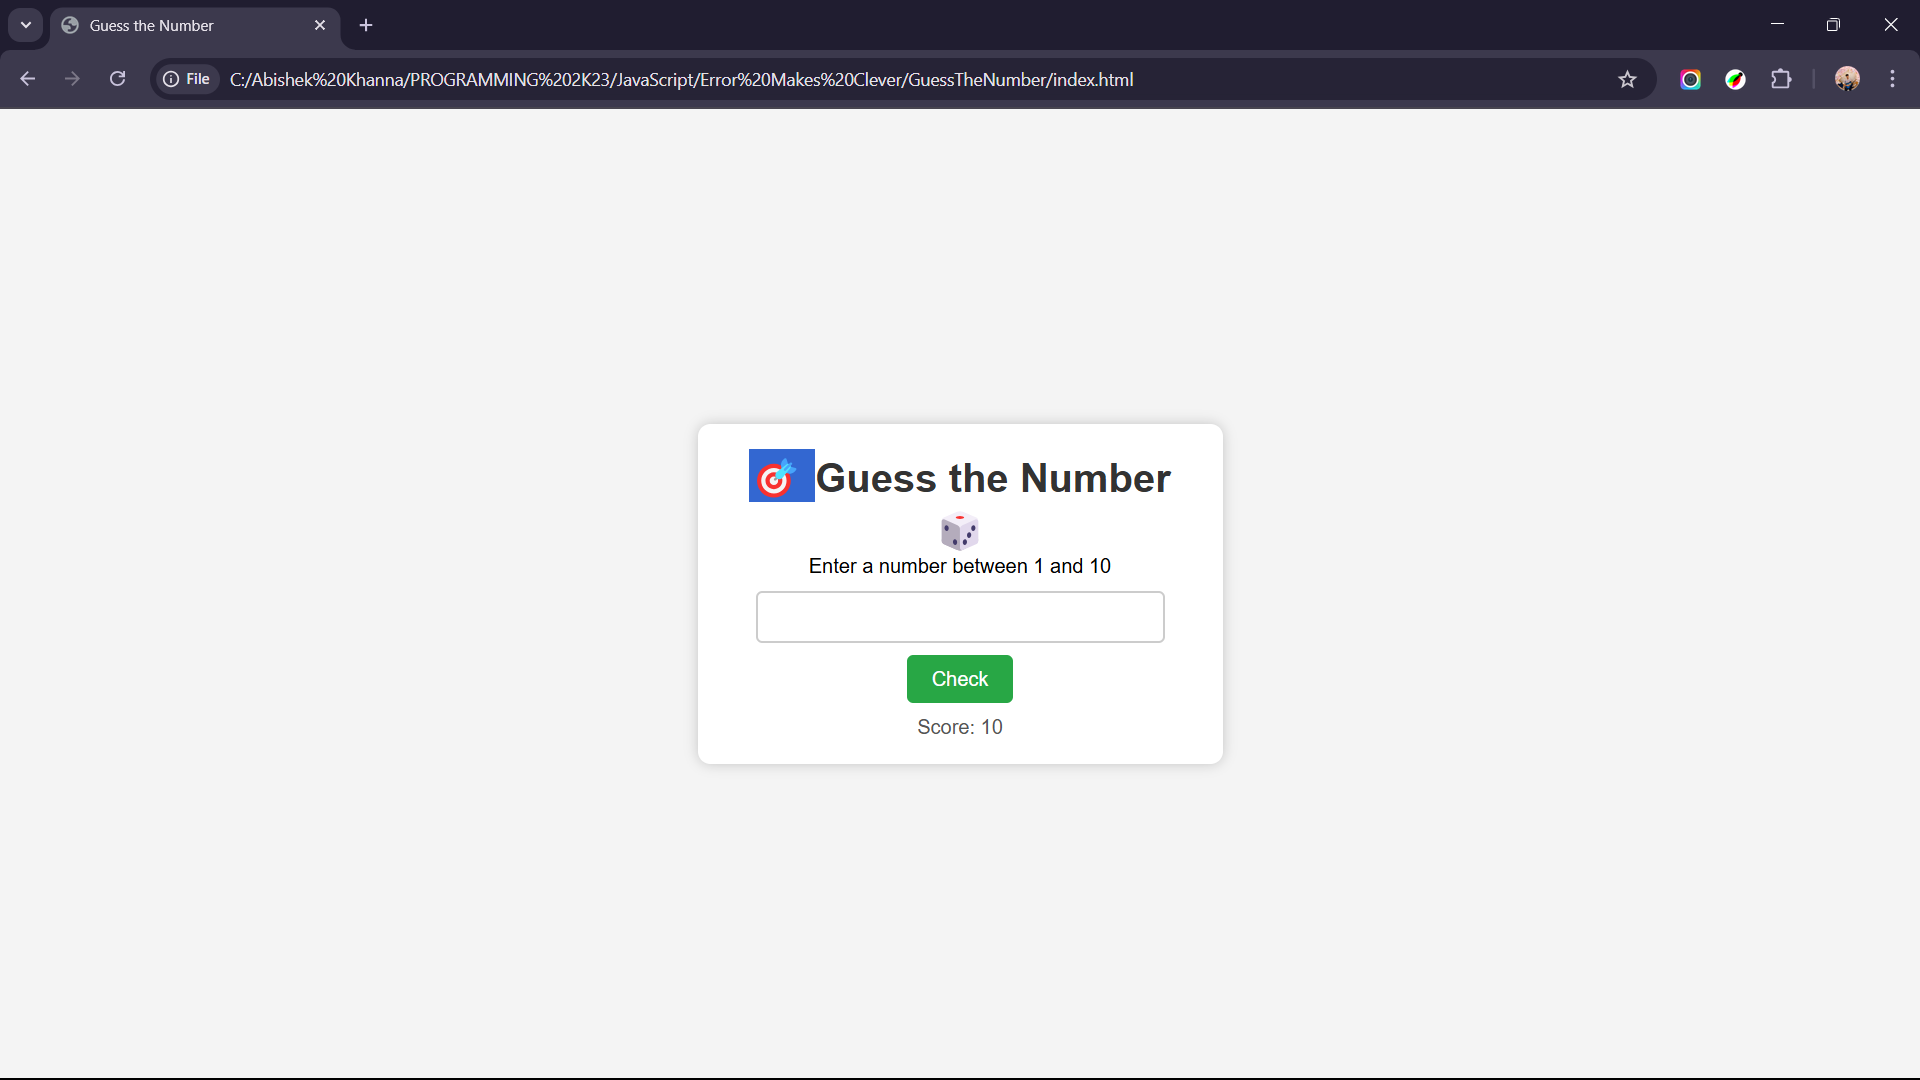 Guess the Number
File C:/Abishek%20Khanna/PROGRAMMING%202K23/JavaScript/Error%20Makes%20Clever/GuessTheNumber/index.html
🎯 Guess the Number
🎲
Enter a number between 1 and 10
Check
Score: 10